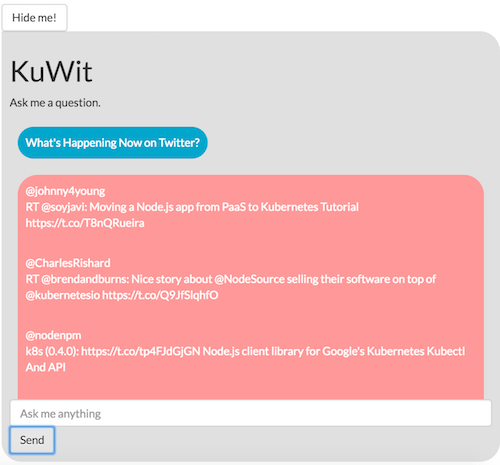 Hide me!
KuWit
Ask me a question.
What's Happening Now on Twitter?
@johnny4young
RT @soyjavi: Moving a Node.js app from PaaS to Kubernetes Tutorial
https://t.co/T8nQRueira
@CharlesRishard
RT @brendandburns: Nice story about @NodeSource selling their software on top of
@kubernetesio https://t.co/Q9JfSlqhfO
@nodenpm
k8s (0.4.0): https://t.co/tp4FJdGjGN Node.js client library for Google's Kubernetes Kubectl
And API
Ask me anything
Send